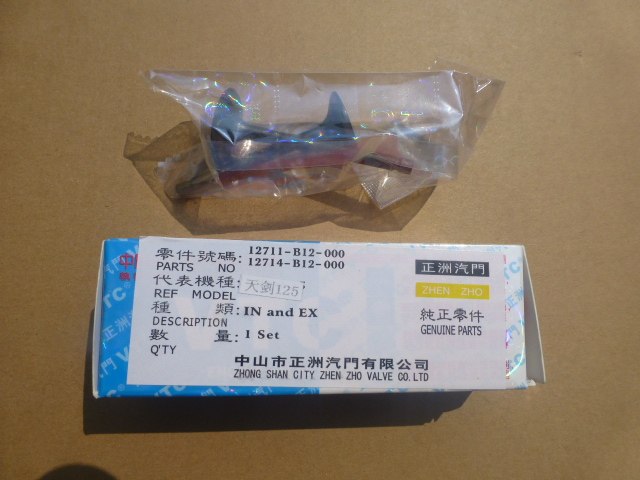 零件號碼: 12711-B12-000
PARTS NO 12714-B12-000
代表機種: 天剑125
REF MODEL
種 類: IN and EX
DESCRIPTION
數 量: 1 Set
Q'TY
正洲汽門
ZHEN ZHO
純正零件
GENUINE PARTS
中山市正洲汽門有限公司
ZHONG SHAN CITY ZHEN ZHO VALVE CO.LTD